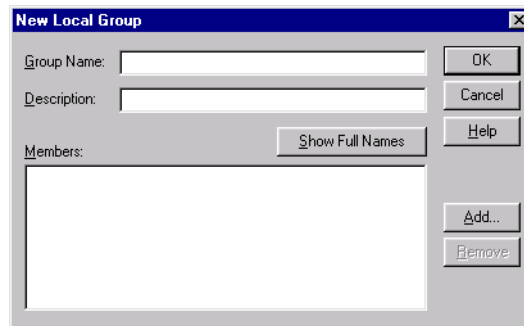 New Local Group
Group Name:
OK
Description:
Cancel
Show Full Names
Help
Members:
Add...
Remove